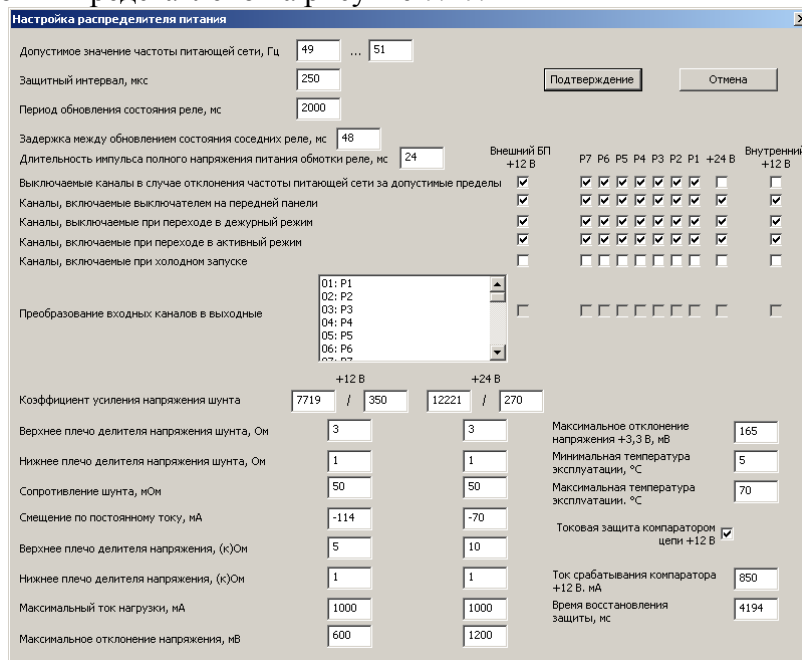 Настройка распределителя питания
Допустимое значение частоты питающей сети, Гц 49 ... 51
Защитный интервал, мкс 250
Подтверждение Отмена
Период обновления состояния реле, мс 2000
Задержка между обновлением состояния соседних реле, мс 48
Длительность импульса полного напряжения питания обмотки реле, мс 24
Внешний БП +12 В P7 P6 P5 P4 P3 P2 P1 +24 В Внутренний +12 В
Выключаемые каналы в случае отклонения частоты питающей сети за допустимые пределы
Каналы, включаемые выключателем на передней панели
Каналы, выключаемые при переходе в дежурный режим
Каналы, включаемые при переходе в активный режим
Каналы, включаемые при холодном запуске
Преобразование входных каналов в выходные
01: P1
02: P2
03: P3
04: P4
05: P5
06: P6
07: P7
+12 В +24 В
Коэффициент усиления напряжения шунта 7719 / 350 12221 / 270
Верхнее плечо делителя напряжения шунта, Ом 3 3
Нижнее плечо делителя напряжения шунта, Ом 1 1
Сопротивление шунта, мОм 50 50
Смещение по постоянному току, мА -114 -70
Верхнее плечо делителя напряжения, (к)Ом 5 10
Нижнее плечо делителя напряжения, (к)Ом 1 1
Максимальный ток нагрузки, мА 1000 1000
Максимальное отклонение напряжения, мВ 600 1200
Максимальное отклонение
напряжения +3,3 В, мВ 165
Минимальная температура
эксплуатации, °C 5
Максимальная температура
эксплуатации. °C 70
Токовая защита компаратором
цепи +12 В
Ток срабатывания компаратора
+12 В. мА 850
Время восстановления
защиты, мс 4194